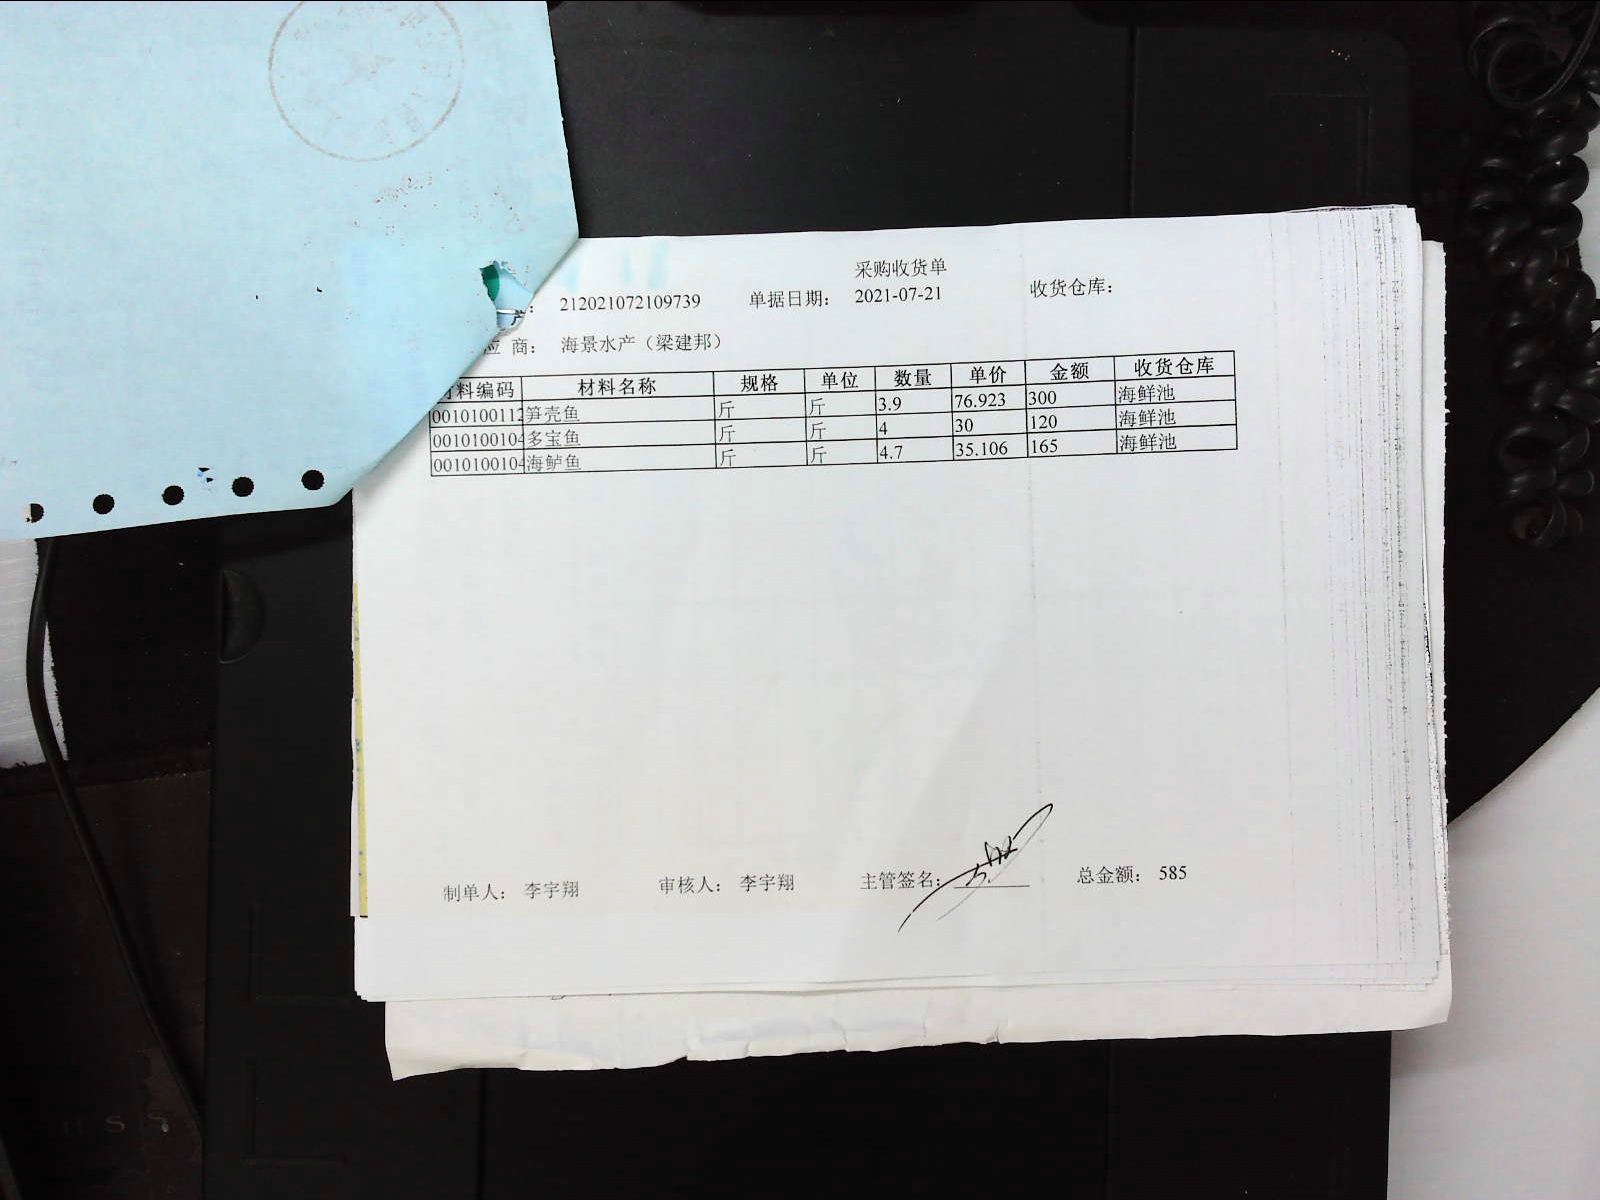 采购收货单
: 212021072109739 单据日期: 2021-07-21 收货仓库:
应 商: 海景水产（梁建邦）
材料编码 材料名称 规格 单位 数量 单价 金额 收货仓库
0010100112 笋壳鱼 斤 斤 3.9 76.923 300 海鲜池
0010100104 多宝鱼 斤 斤 4 30 120 海鲜池
0010100104 海鲈鱼 斤 斤 4.7 35.106 165 海鲜池
制单人: 李宇翔 审核人: 李宇翔 主管签名: 总金额: 585